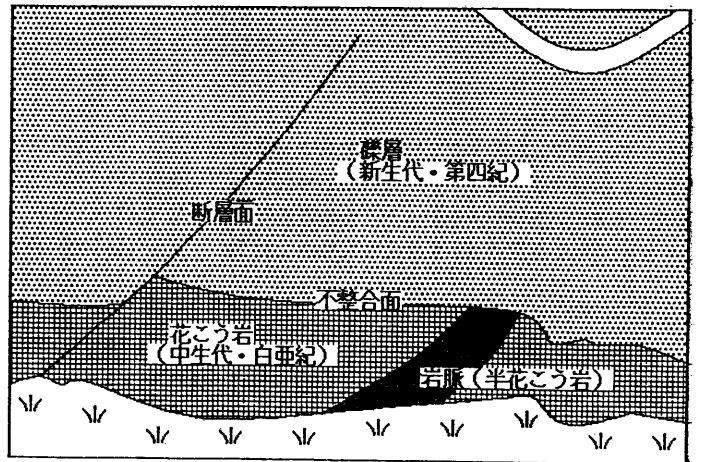 礫層
（新生代・第四紀）
断層面
不整合面
花こう岩
（中生代・白亜紀）
岩脈（半花こう岩）